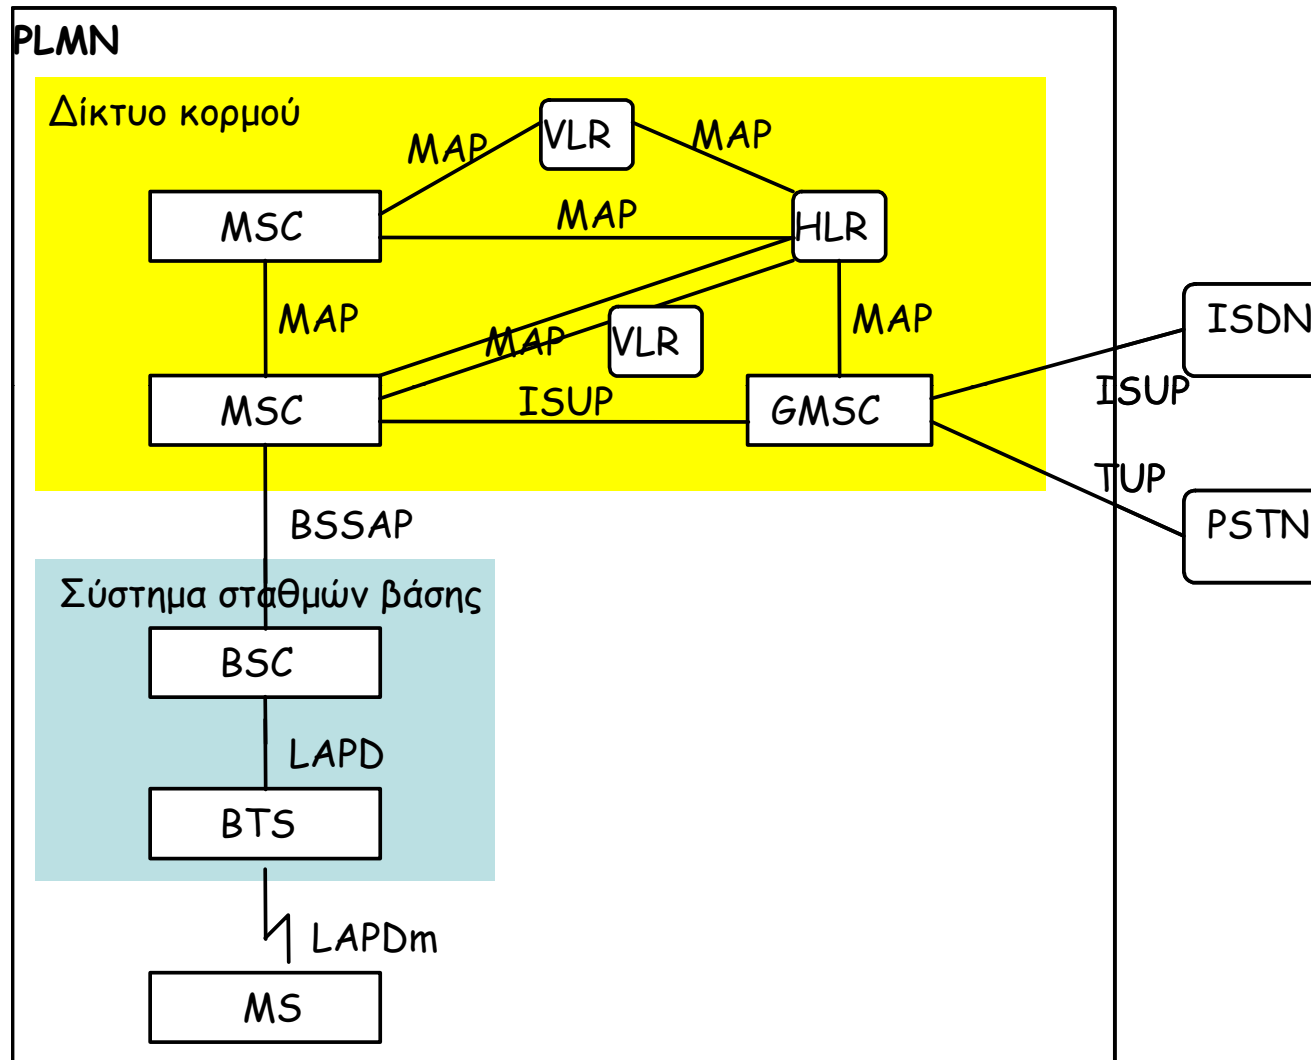 PLMN
Δίκτυο κορμού
VLR
MAP
MAP
MSC
MAP
HLR
MAP
MAP
VLR
MAP
ISDN
MSC
ISUP
GMSC
ISUP
TUP
BSSAP
PSTN
Σύστημα σταθμών βάσης
BSC
LAPD
BTS
LAPDm
MS